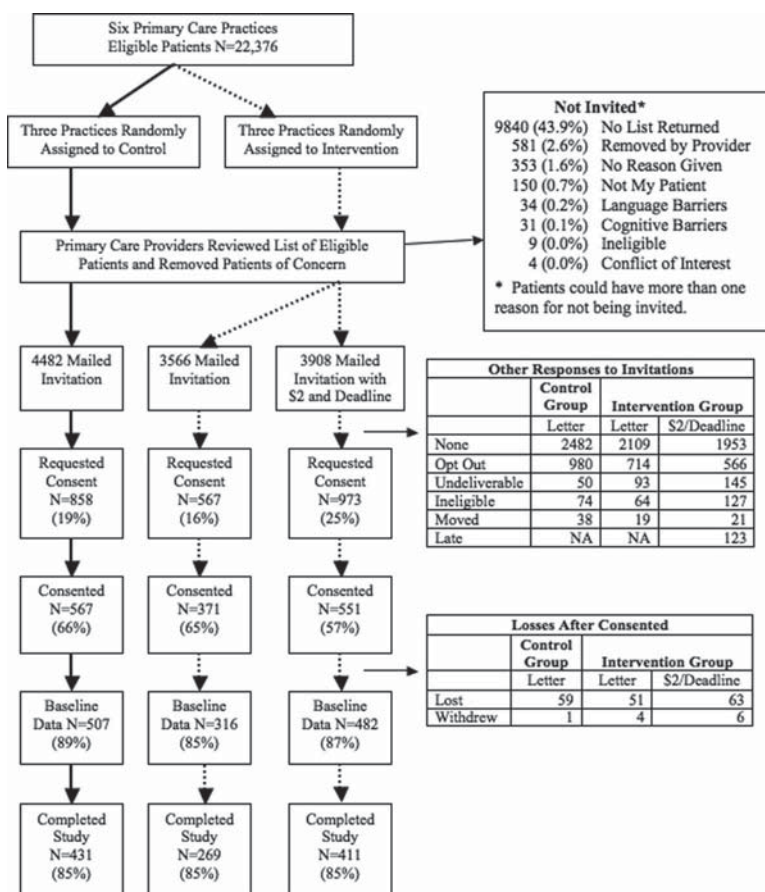 Six Primary Care Practices
Eligible Patients N=22,376
Three Practices Randomly
Assigned to Control
Three Practices Randomly
Assigned to Intervention
Not Invited*
9840 (43.9%) No List Returned
581 (2.6%) Removed by Provider
353 (1.6%) No Reason Given
150 (0.7%) Not My Patient
34 (0.2%) Language Barriers
31 (0.1%) Cognitive Barriers
9 (0.0%) Ineligible
4 (0.0%) Conflict of Interest
* Patients could have more than one
reason for not being invited.
Primary Care Providers Reviewed List of Eligible
Patients and Removed Patients of Concern
4482 Mailed
Invitation
3566 Mailed
Invitation
3908 Mailed
Invitation with
$2 and Deadline
Other Responses to Invitations
Control
Group
Intervention Group
Letter Letter $2/Deadline
None 2482 2109 1953
Opt Out 980 714 566
Undeliverable 50 93 145
Ineligible 74 64 127
Moved 38 19 21
Late NA NA 123
Requested
Consent
N=858
(19%)
Requested
Consent
N=567
(16%)
Requested
Consent
N=973
(25%)
Consented
N=567
(66%)
Consented
N=371
(65%)
Consented
N=551
(57%)
Losses After Consented
Control
Group
Intervention Group
Letter Letter $2/Deadline
Lost 59 51 63
Withdrew 1 4 6
Baseline
Data N=507
(89%)
Baseline
Data N=316
(85%)
Baseline
Data N=482
(87%)
Completed
Study
N=431
(85%)
Completed
Study
N=269
(85%)
Completed
Study
N=411
(85%)